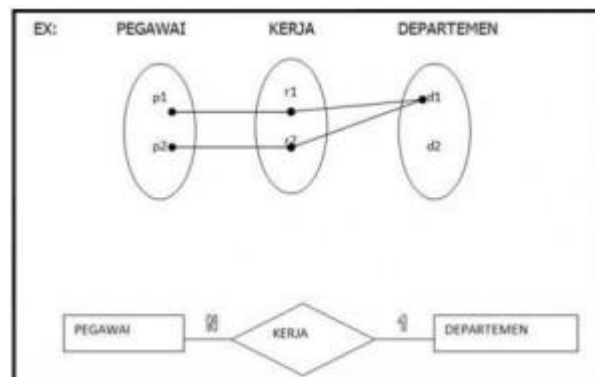 EX: PEGAWAI KERJA DEPARTEMEN
p1 r1 d1
p2 r2 d2
PEGAWAI KERJA DEPARTEMEN